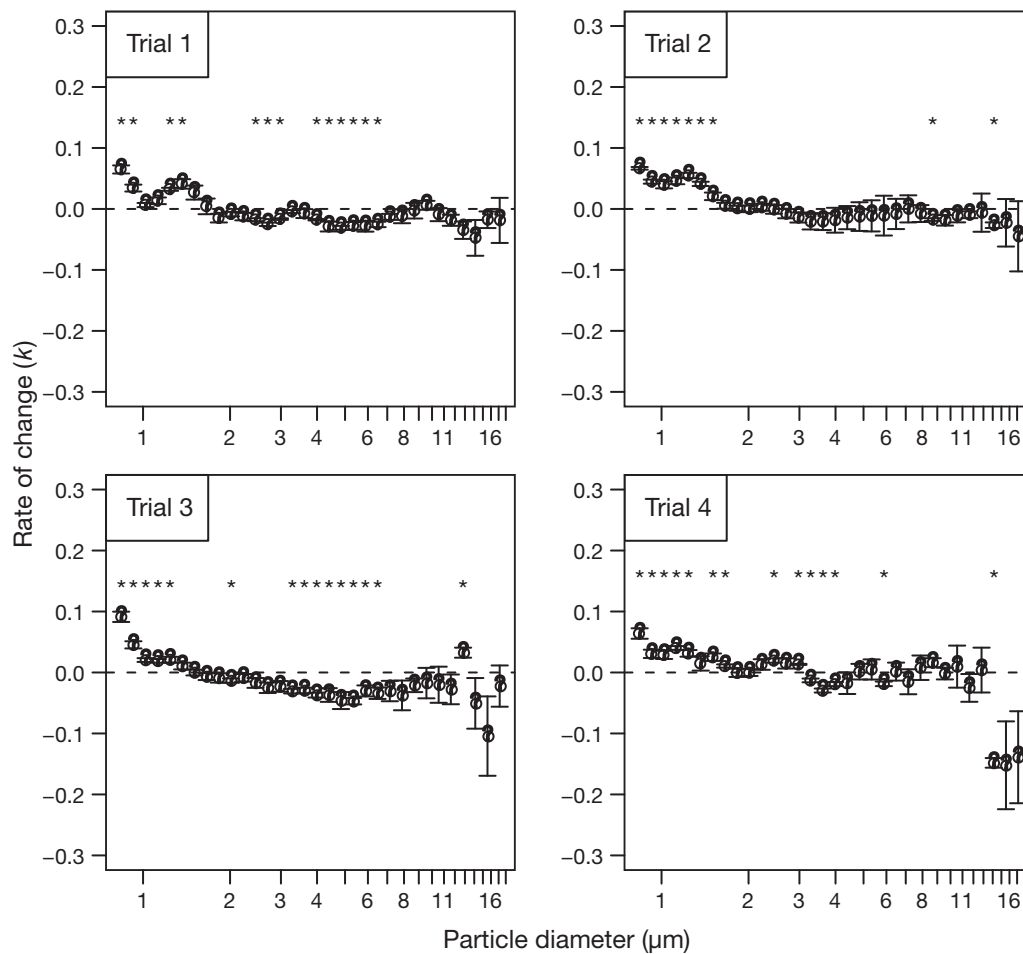 Rate of change (k)
Trial 1
0.3
0.2
0.1
0.0
−0.1
−0.2
−0.3
** ** *** ******
1 2 3 4 6 8 11 16
Trial 2
0.3
0.2
0.1
0.0
−0.1
−0.2
−0.3
******* * *
1 2 3 4 6 8 11 16
Trial 3
0.3
0.2
0.1
0.0
−0.1
−0.2
−0.3
***** * ******** *
1 2 3 4 6 8 11 16
Trial 4
0.3
0.2
0.1
0.0
−0.1
−0.2
−0.3
***** ** * **** * *
1 2 3 4 6 8 11 16
Particle diameter (µm)